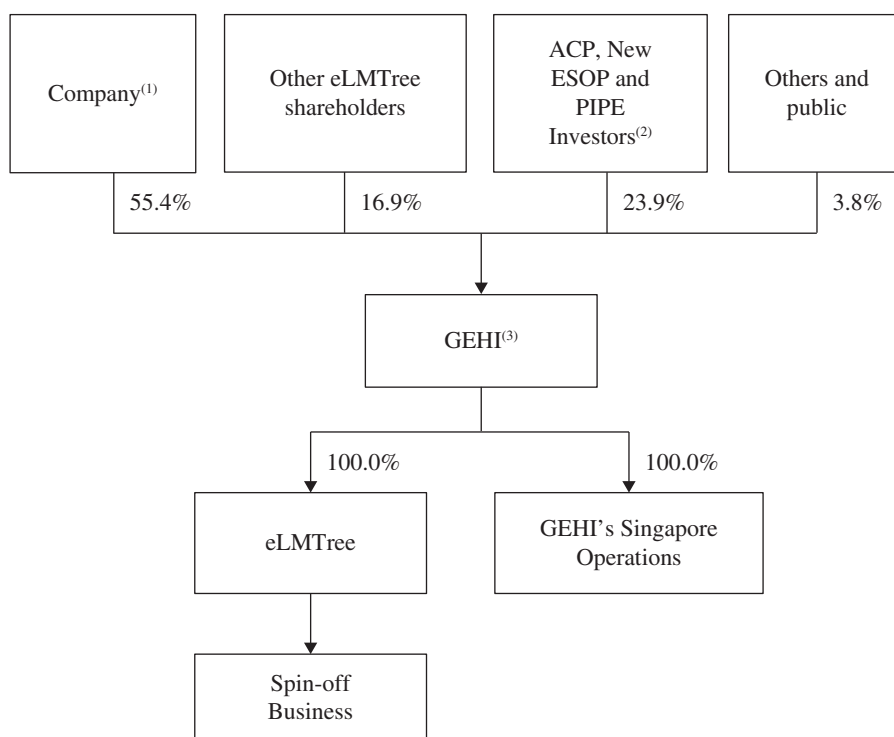 Company(1)
Other eLMTree
shareholders
ACP, New
ESOP and
PIPE
Investors(2)
Others and
public
55.4%
16.9%
23.9%
3.8%
GEHI(3)
100.0%
100.0%
eLMTree
GEHI’s Singapore
Operations
Spin-off
Business